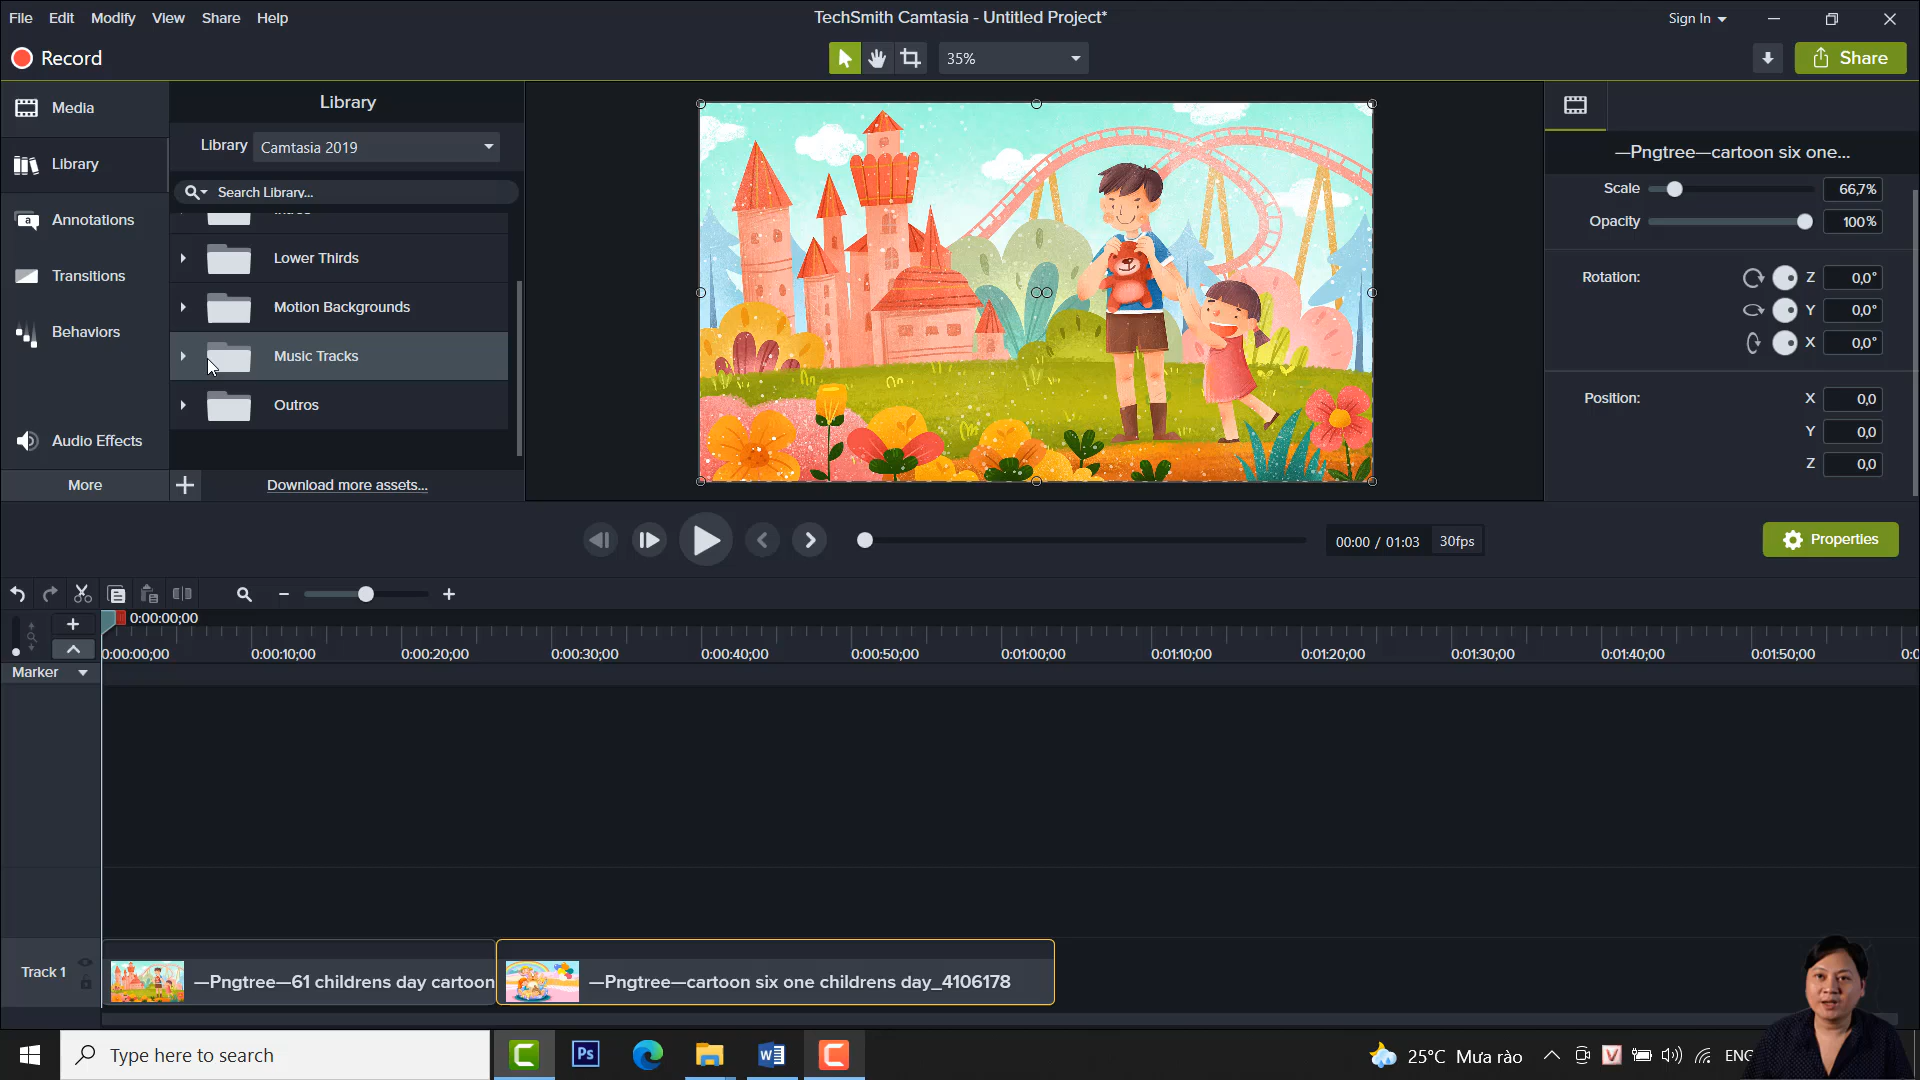 File Edit Modify View Share Help
TechSmith Camtasia - Untitled Project*
Sign In
Record
35%
Share
Media
Library
Annotations
Transitions
Behaviors
Audio Effects
More
Library
Library Camtasia 2019
Search Library...
Lower Thirds
Motion Backgrounds
Music Tracks
Outros
Download more assets...
—Pngtree—cartoon six one...
Scale 66,7%
Opacity 100%
Rotation: Z 0,0°
Y 0,0°
X 0,0°
Position: X 0,0
Y 0,0
Z 0,0
00:00 / 01:03 30fps
Properties
0:00:00;00
0:00:00;00 0:00:10;00 0:00:20;00 0:00:30;00 0:00:40;00 0:00:50;00 0:01:00;00 0:01:10;00 0:01:20;00 0:01:30;00 0:01:40;00 0:01:50;00
Marker
Track 1
—Pngtree—61 childrens day cartoon
—Pngtree—cartoon six one childrens day_4106178
Type here to search
Ps
25°C Mưa rào
ENG